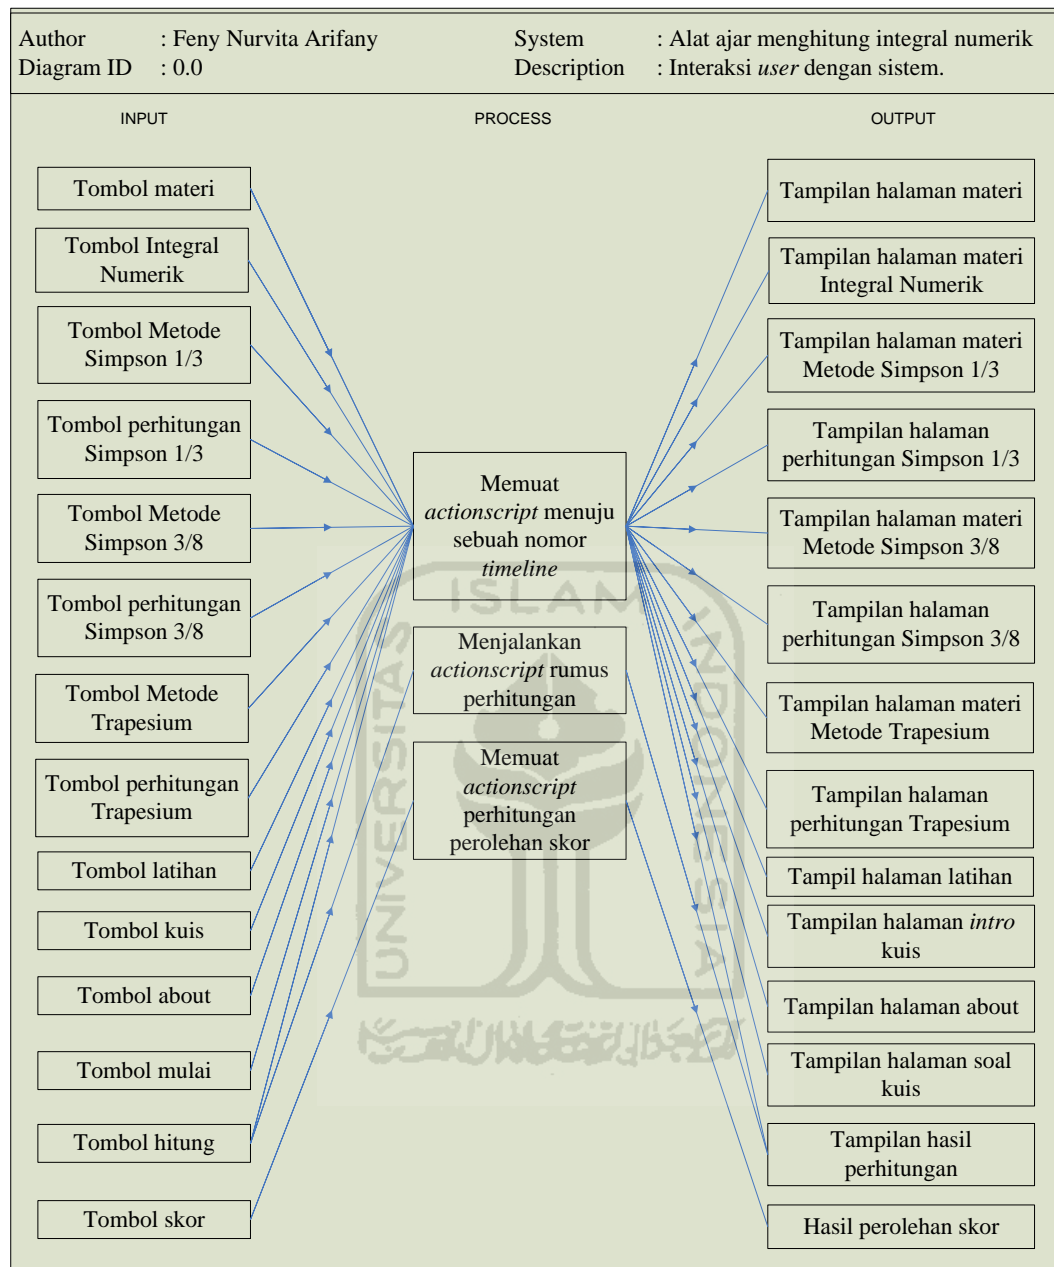 Author : Feny Nurvita Arifany
System : Alat ajar menghitung integral numerik
Diagram ID : 0.0
Description : Interaksi user dengan sistem.
INPUT
PROCESS
OUTPUT
Tombol materi
Tombol Integral
Numerik
Tombol Metode
Simpson 1/3
Tombol perhitungan
Simpson 1/3
Tombol Metode
Simpson 3/8
Tombol perhitungan
Simpson 3/8
Tombol Metode
Trapesium
Tombol perhitungan
Trapesium
Tombol latihan
Tombol kuis
Tombol about
Tombol mulai
Tombol hitung
Tombol skor
Memuat
actionscript menuju
sebuah nomor
timeline
Menjalankan
actionscript rumus
perhitungan
Memuat
actionscript
perhitungan
perolehan skor
Tampilan halaman materi
Tampilan halaman materi
Integral Numerik
Tampilan halaman materi
Metode Simpson 1/3
Tampilan halaman
perhitungan Simpson 1/3
Tampilan halaman materi
Metode Simpson 3/8
Tampilan halaman
perhitungan Simpson 3/8
Tampilan halaman materi
Metode Trapesium
Tampilan halaman
perhitungan Trapesium
Tampil halaman latihan
Tampilan halaman intro
kuis
Tampilan halaman about
Tampilan halaman soal
kuis
Tampilan hasil
perhitungan
Hasil perolehan skor
UNIVERSITAS
ISLAM
INDONESIA